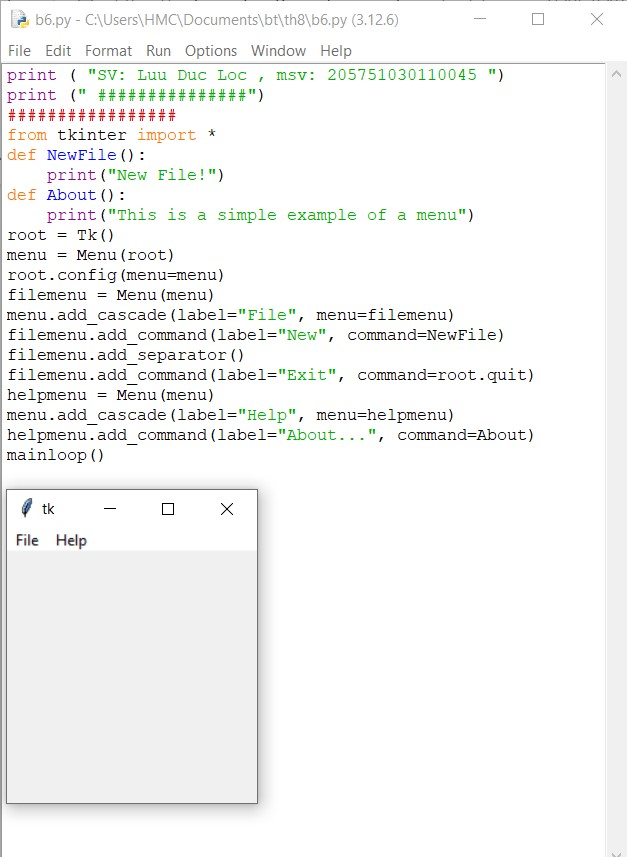 b6.py - C:\Users\HMC\Documents\bt\th8\b6.py (3.12.6)
File Edit Format Run Options Window Help
print ( "SV: Luu Duc Loc , msv: 205751030110045 ")
print (" ###############")
#################
from tkinter import *
def NewFile():
    print("New File!")
def About():
    print("This is a simple example of a menu")
root = Tk()
menu = Menu(root)
root.config(menu=menu)
filemenu = Menu(menu)
menu.add_cascade(label="File", menu=filemenu)
filemenu.add_command(label="New", command=NewFile)
filemenu.add_separator()
filemenu.add_command(label="Exit", command=root.quit)
helpmenu = Menu(menu)
menu.add_cascade(label="Help", menu=helpmenu)
helpmenu.add_command(label="About...", command=About)
mainloop()
tk
File Help